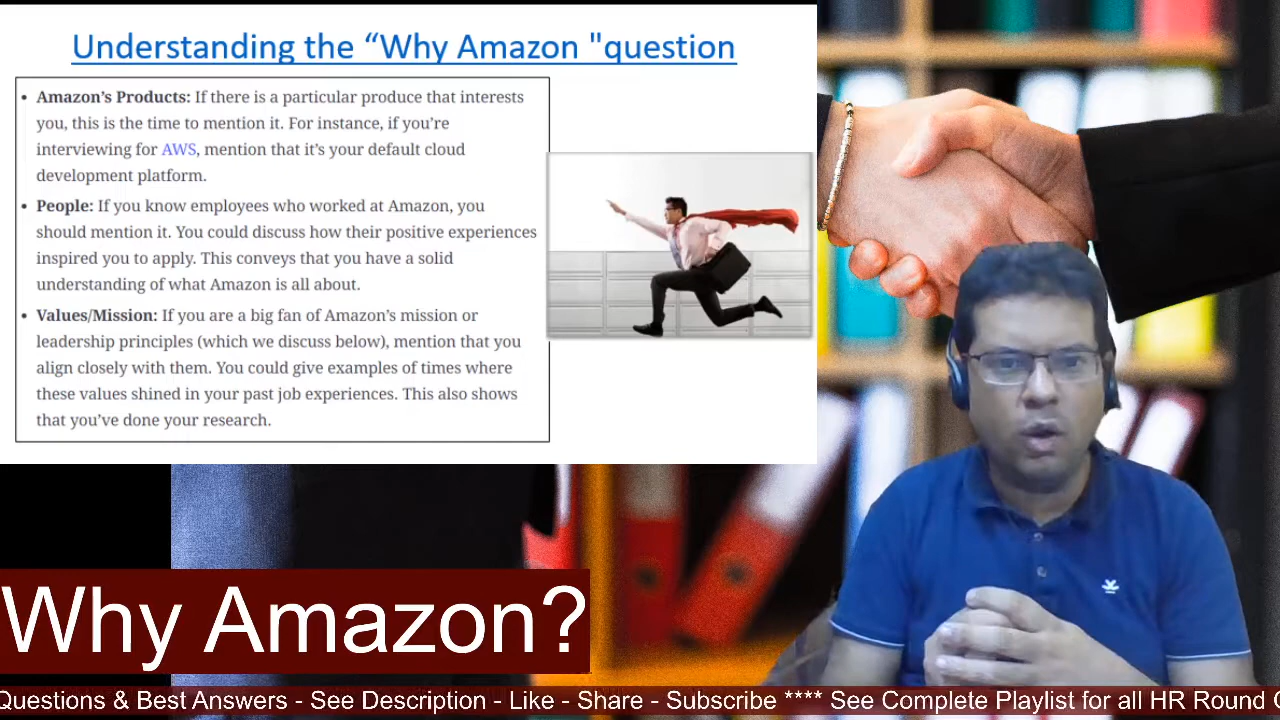 Understanding the “Why Amazon "question
• Amazon’s Products: If there is a particular produce that interests
you, this is the time to mention it. For instance, if you’re
interviewing for AWS, mention that it’s your default cloud
development platform.
• People: If you know employees who worked at Amazon, you
should mention it. You could discuss how their positive experiences
inspired you to apply. This conveys that you have a solid
understanding of what Amazon is all about.
• Values/Mission: If you are a big fan of Amazon’s mission or
leadership principles (which we discuss below), mention that you
align closely with them. You could give examples of times where
these values shined in your past job experiences. This also shows
that you’ve done your research.
Why Amazon?
Questions & Best Answers - See Description - Like - Share - Subscribe **** See Complete Playlist for all HR Round